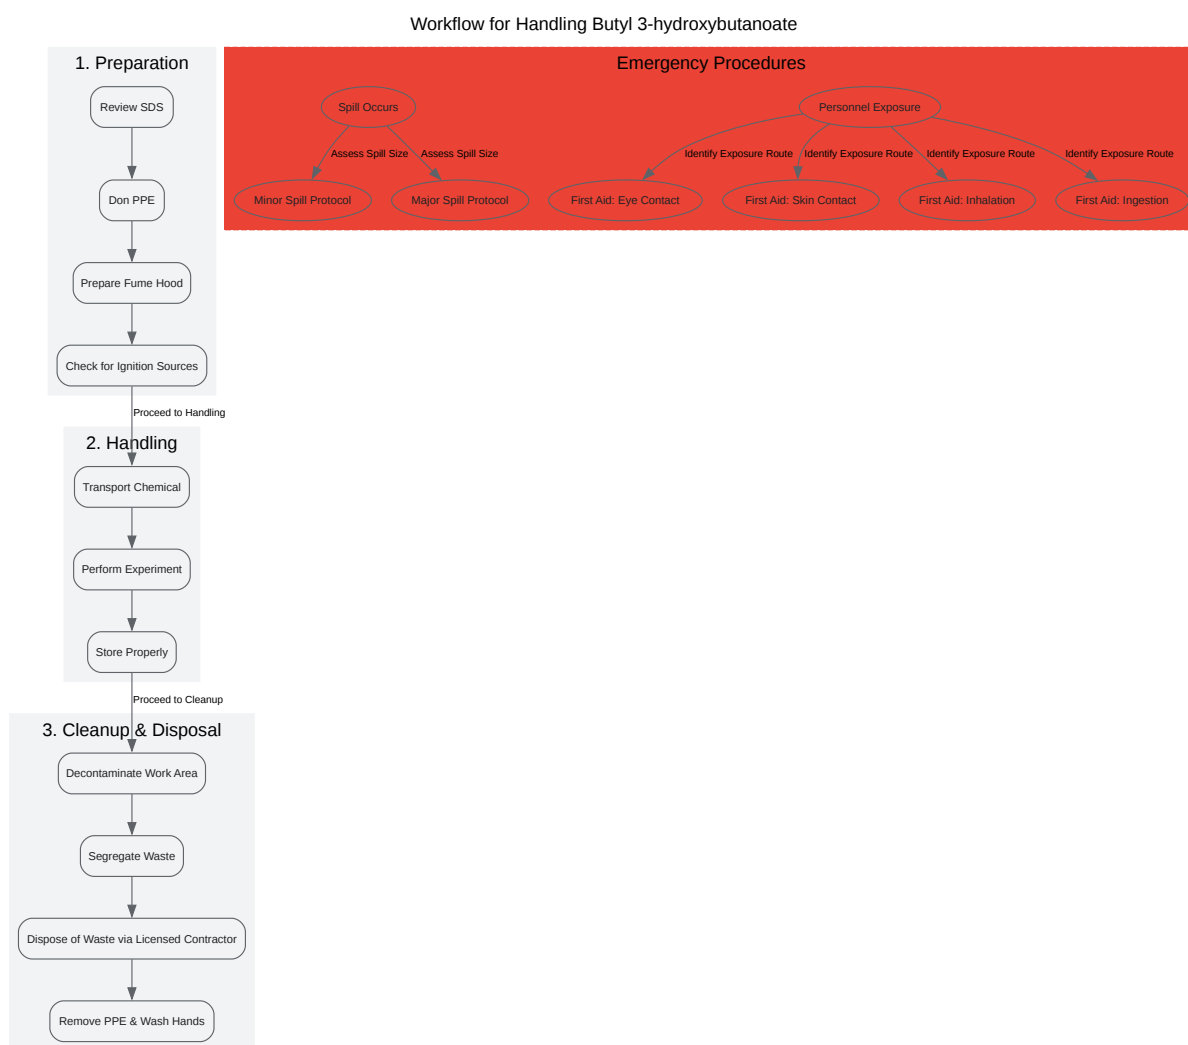 Workflow for Handling Butyl 3-hydroxybutanoate
1. Preparation
Review SDS
Don PPE
Prepare Fume Hood
Check for Ignition Sources
Proceed to Handling
2. Handling
Transport Chemical
Perform Experiment
Store Properly
Proceed to Cleanup
3. Cleanup & Disposal
Decontaminate Work Area
Segregate Waste
Dispose of Waste via Licensed Contractor
Remove PPE & Wash Hands
Emergency Procedures
Spill Occurs
Assess Spill Size
Assess Spill Size
Minor Spill Protocol
Major Spill Protocol
Personnel Exposure
Identify Exposure Route
Identify Exposure Route
Identify Exposure Route
Identify Exposure Route
First Aid: Eye Contact
First Aid: Skin Contact
First Aid: Inhalation
First Aid: Ingestion